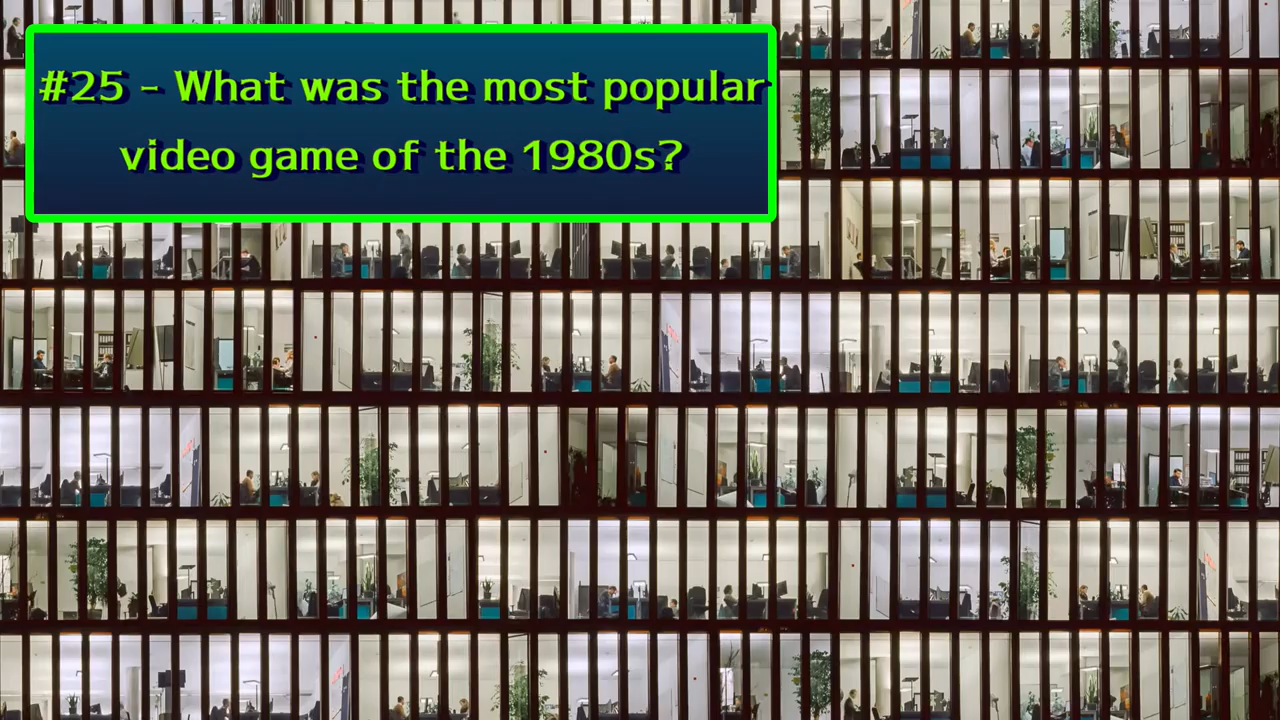 #25 - What was the most popular
video game of the 1980s?